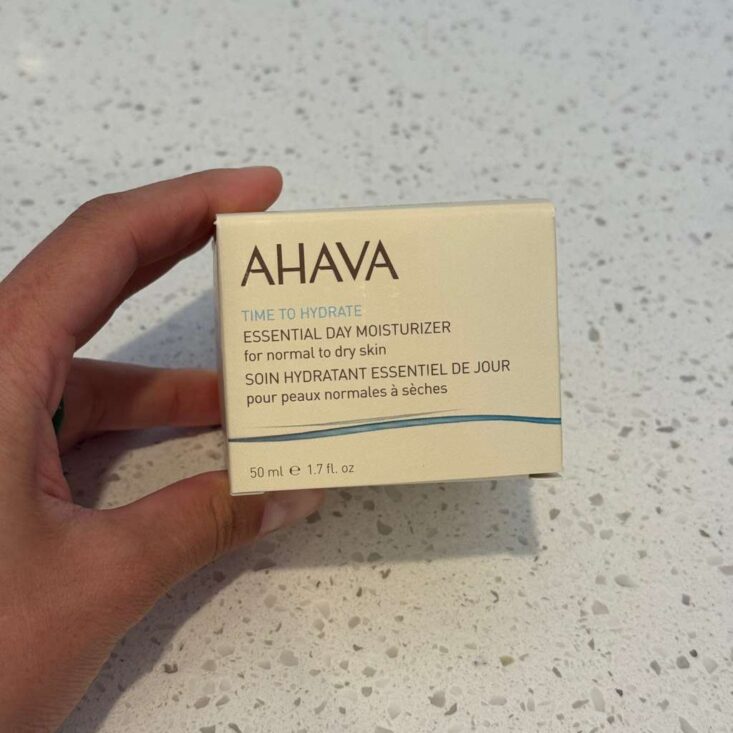 AHAVA
TIME TO HYDRATE
ESSENTIAL DAY MOISTURIZER
for normal to dry skin
SOIN HYDRATANT ESSENTIEL DE JOUR
pour peaux normales à sèches
50 ml ℮ 1.7 fl. oz